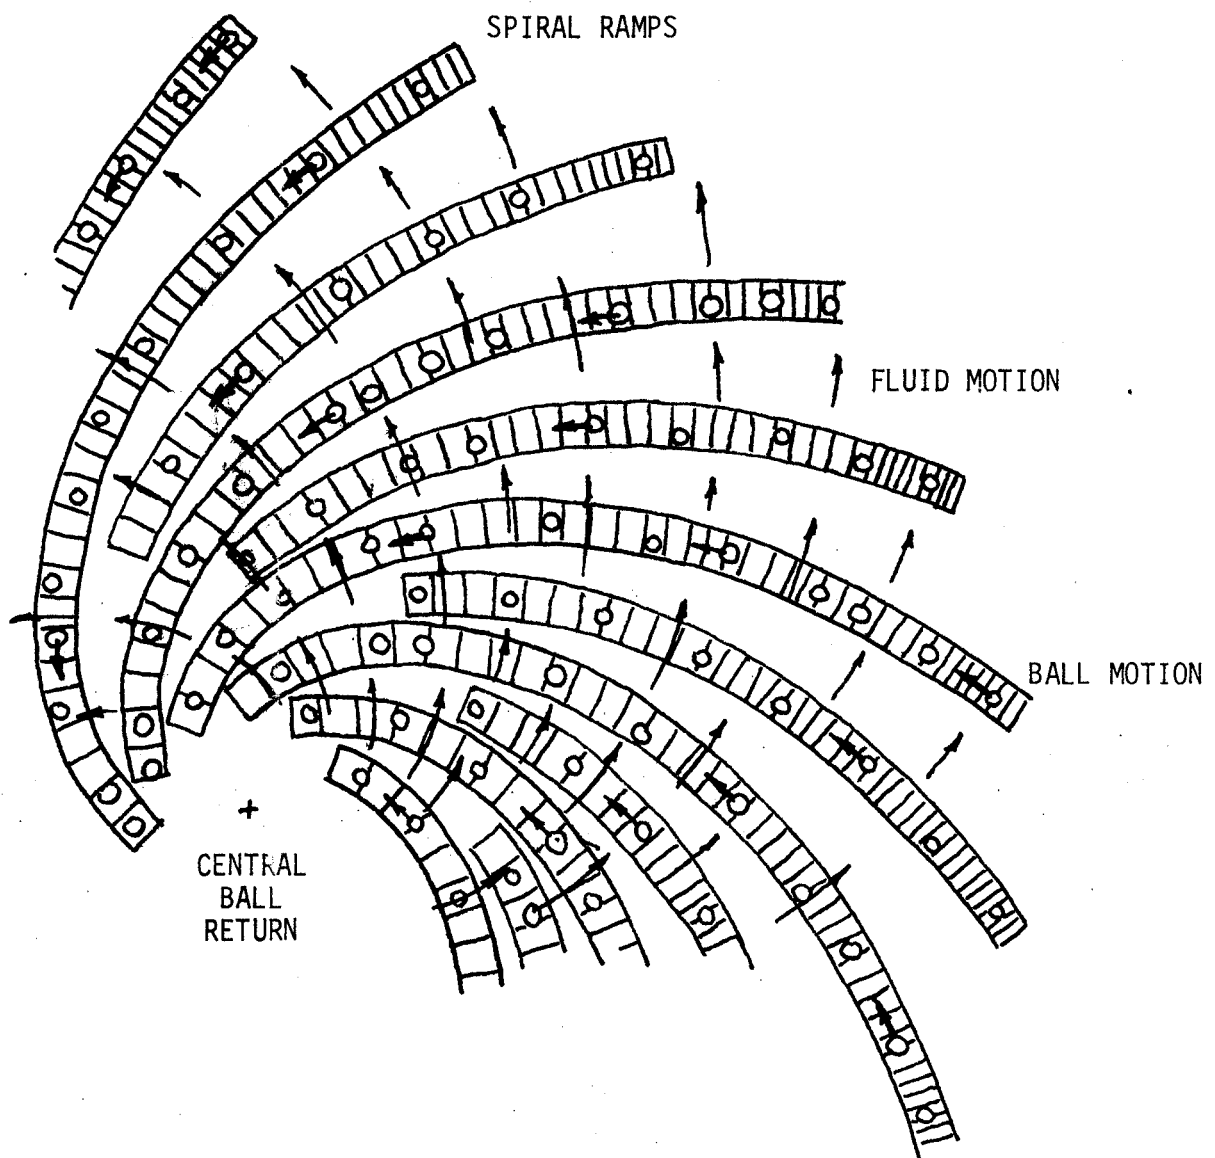 SPIRAL RAMPS
FLUID MOTION
BALL MOTION
CENTRAL
BALL
RETURN